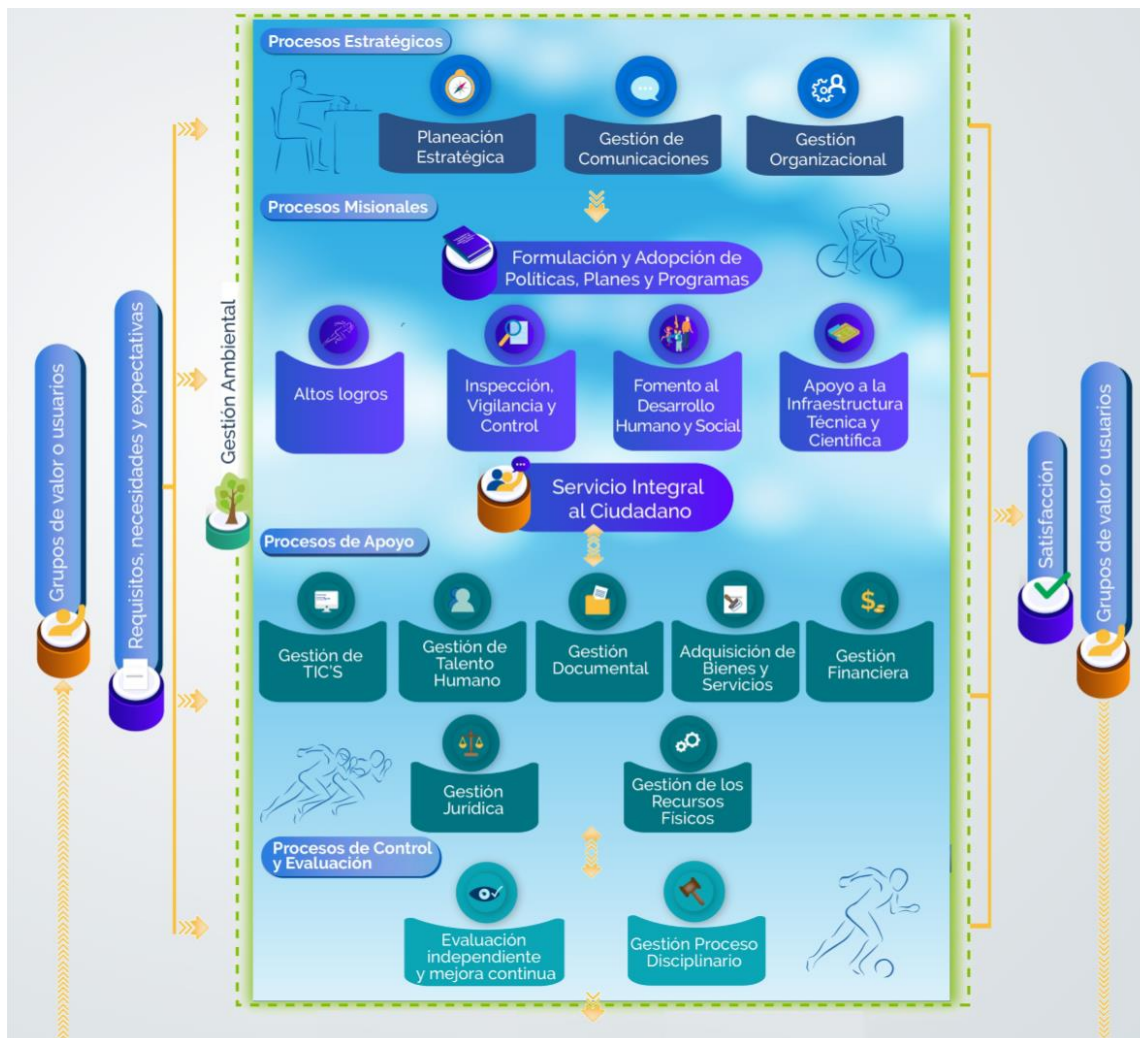 Procesos Estratégicos
Planeación
Estratégica
Gestión de
Comunicaciones
Gestión
Organizacional
Procesos Misionales
Formulación y Adopción de
Políticas, Planes y Programas
Altos logros
Inspección,
Vigilancia y
Control
Fomento al
Desarrollo
Humano y Social
Apoyo a la
Infraestructura
Técnica y
Científica
Servicio Integral
al Ciudadano
Procesos de Apoyo
Gestión de
TIC'S
Gestión de
Talento
Humano
Gestión
Documental
Adquisición de
Bienes y
Servicios
Gestión
Financiera
Gestión
Jurídica
Gestión de los
Recursos
Físicos
Procesos de Control
y Evaluación
Evaluación
independiente
y mejora continua
Gestión Proceso
Disciplinario
Grupos de valor o usuarios
Requisitos, necesidades y expectativas
Gestión Ambiental
Satisfacción
Grupos de valor o usuarios